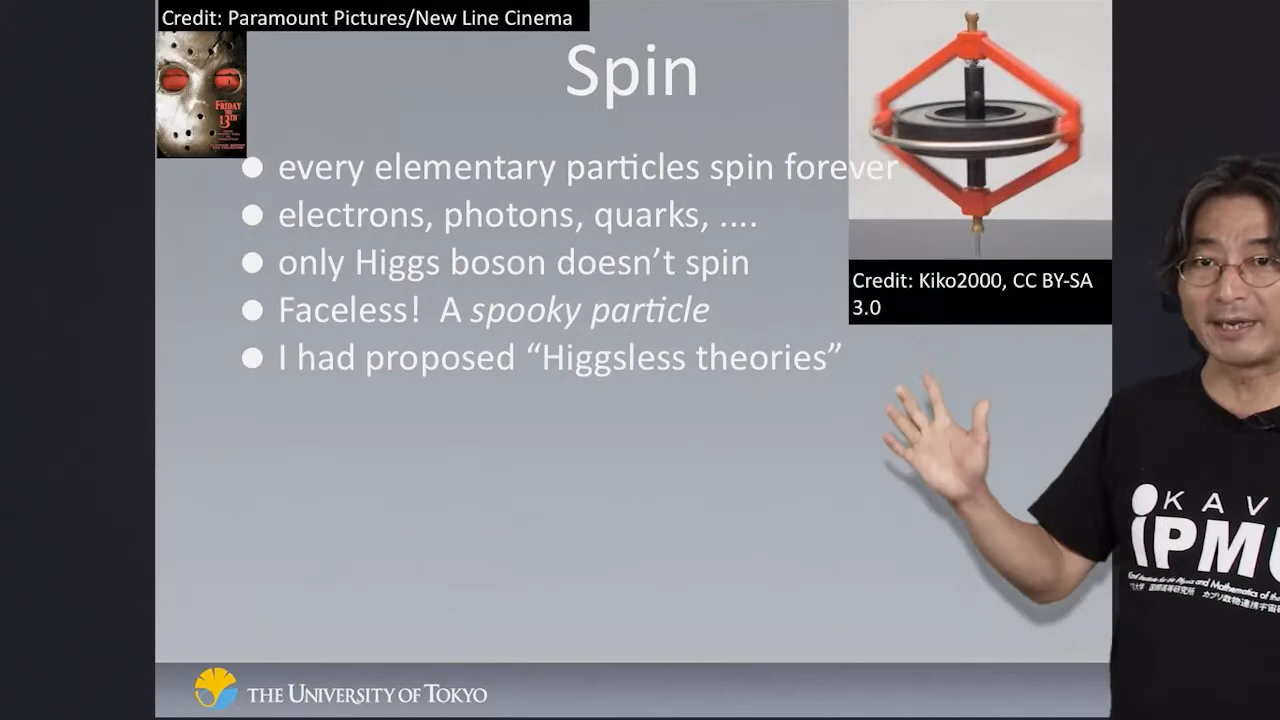 Credit: Paramount Pictures/New Line Cinema
FRIDAY
THE
13TH
Spin
every elementary particles spin forever
electrons, photons, quarks, ....
only Higgs boson doesn’t spin
Faceless! A spooky particle
I had proposed “Higgsless theories”
Credit: Kiko2000, CC BY-SA
3.0
KAV
IPMU
THE UNIVERSITY OF TOKYO